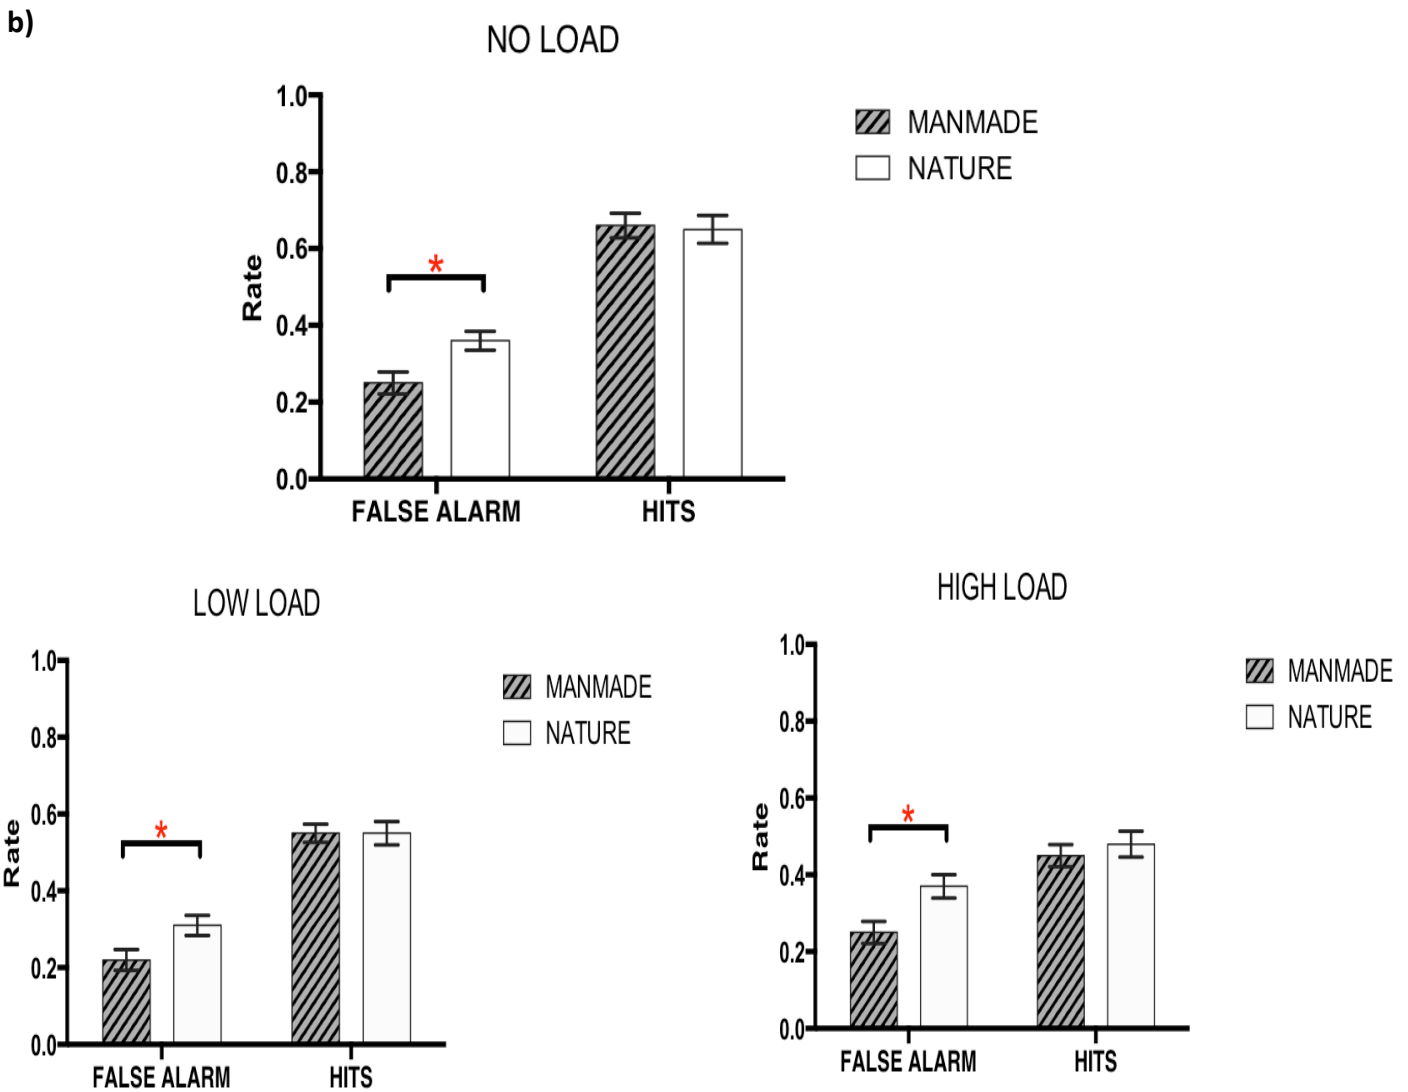 b)
NO LOAD
1.0
0.8
0.6
0.4
0.2
0.0
Rate
*
FALSE ALARM
HITS
MANMADE
NATURE
LOW LOAD
1.0
0.8
0.6
0.4
0.2
0.0
Rate
*
FALSE ALARM
HITS
MANMADE
NATURE
HIGH LOAD
1.0
0.8
0.6
0.4
0.2
0.0
Rate
*
FALSE ALARM
HITS
MANMADE
NATURE